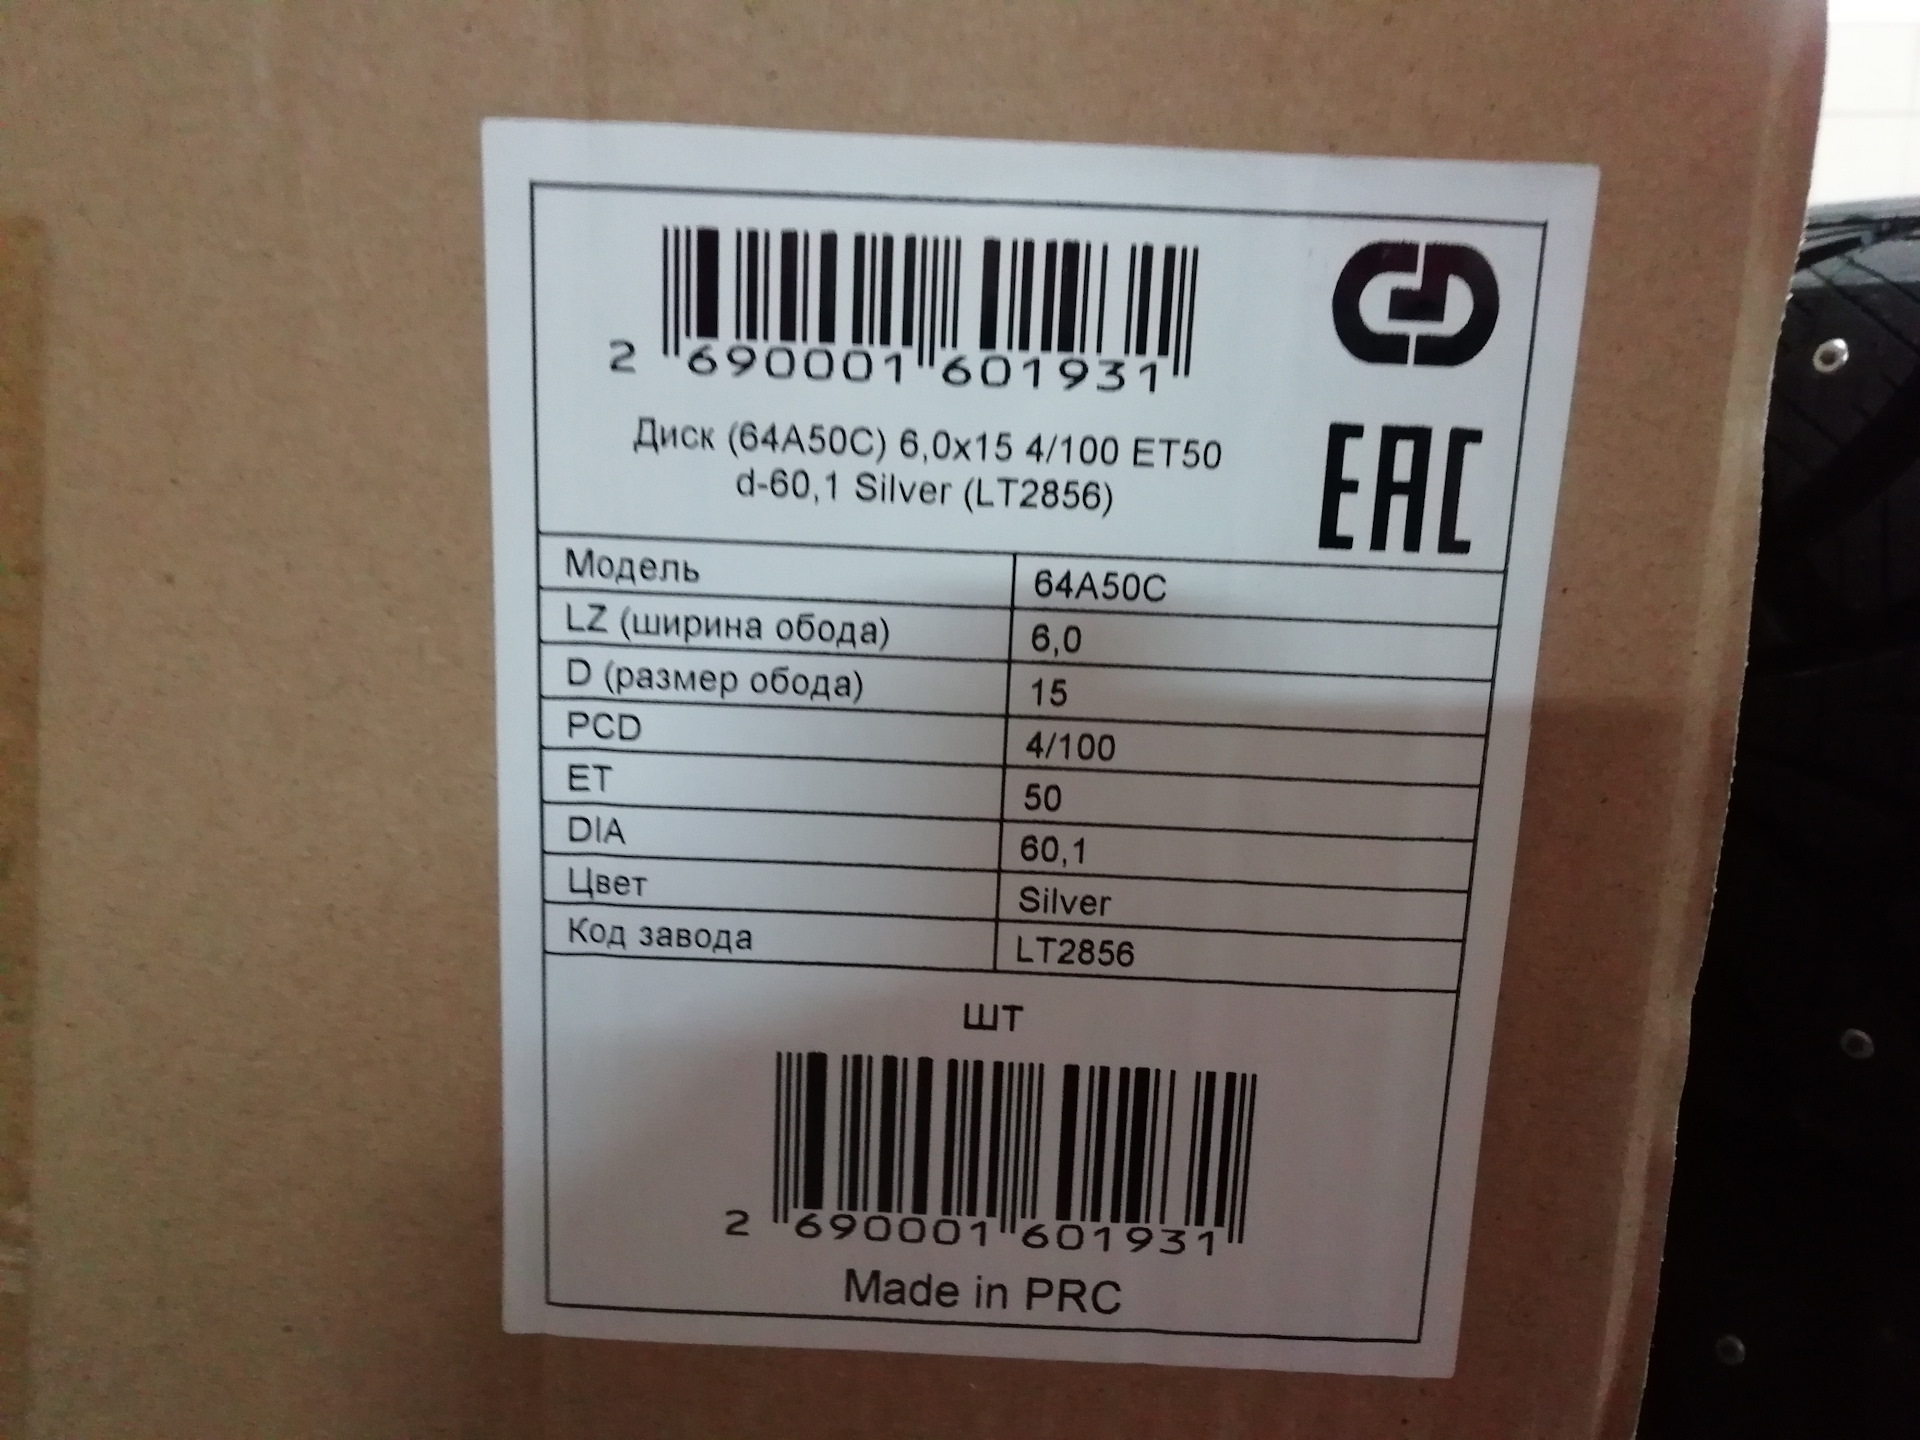 2 690001 601931
Диск (64A50C) 6,0x15 4/100 ET50
d-60,1 Silver (LT2856)
EAC
Модель 64A50C
LZ (ширина обода) 6,0
D (размер обода) 15
PCD 4/100
ET 50
DIA 60,1
Цвет Silver
Код завода LT2856
шт
2 690001 601931
Made in PRC